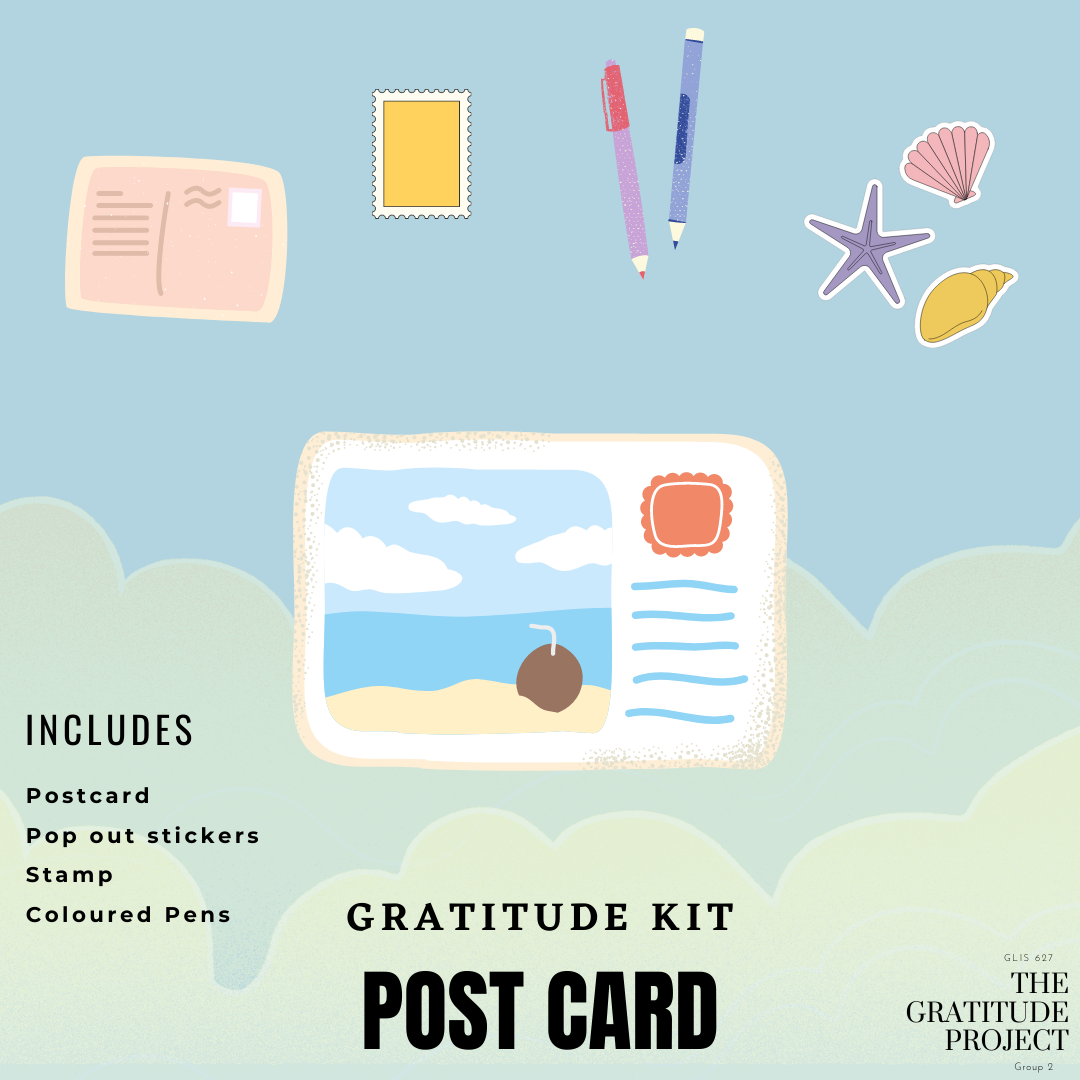 INCLUDES
Postcard
Pop out stickers
Stamp
Coloured Pens
GRATITUDE KIT
POST CARD
GLIS 627
THE
GRATITUDE
PROJECT
Group 2